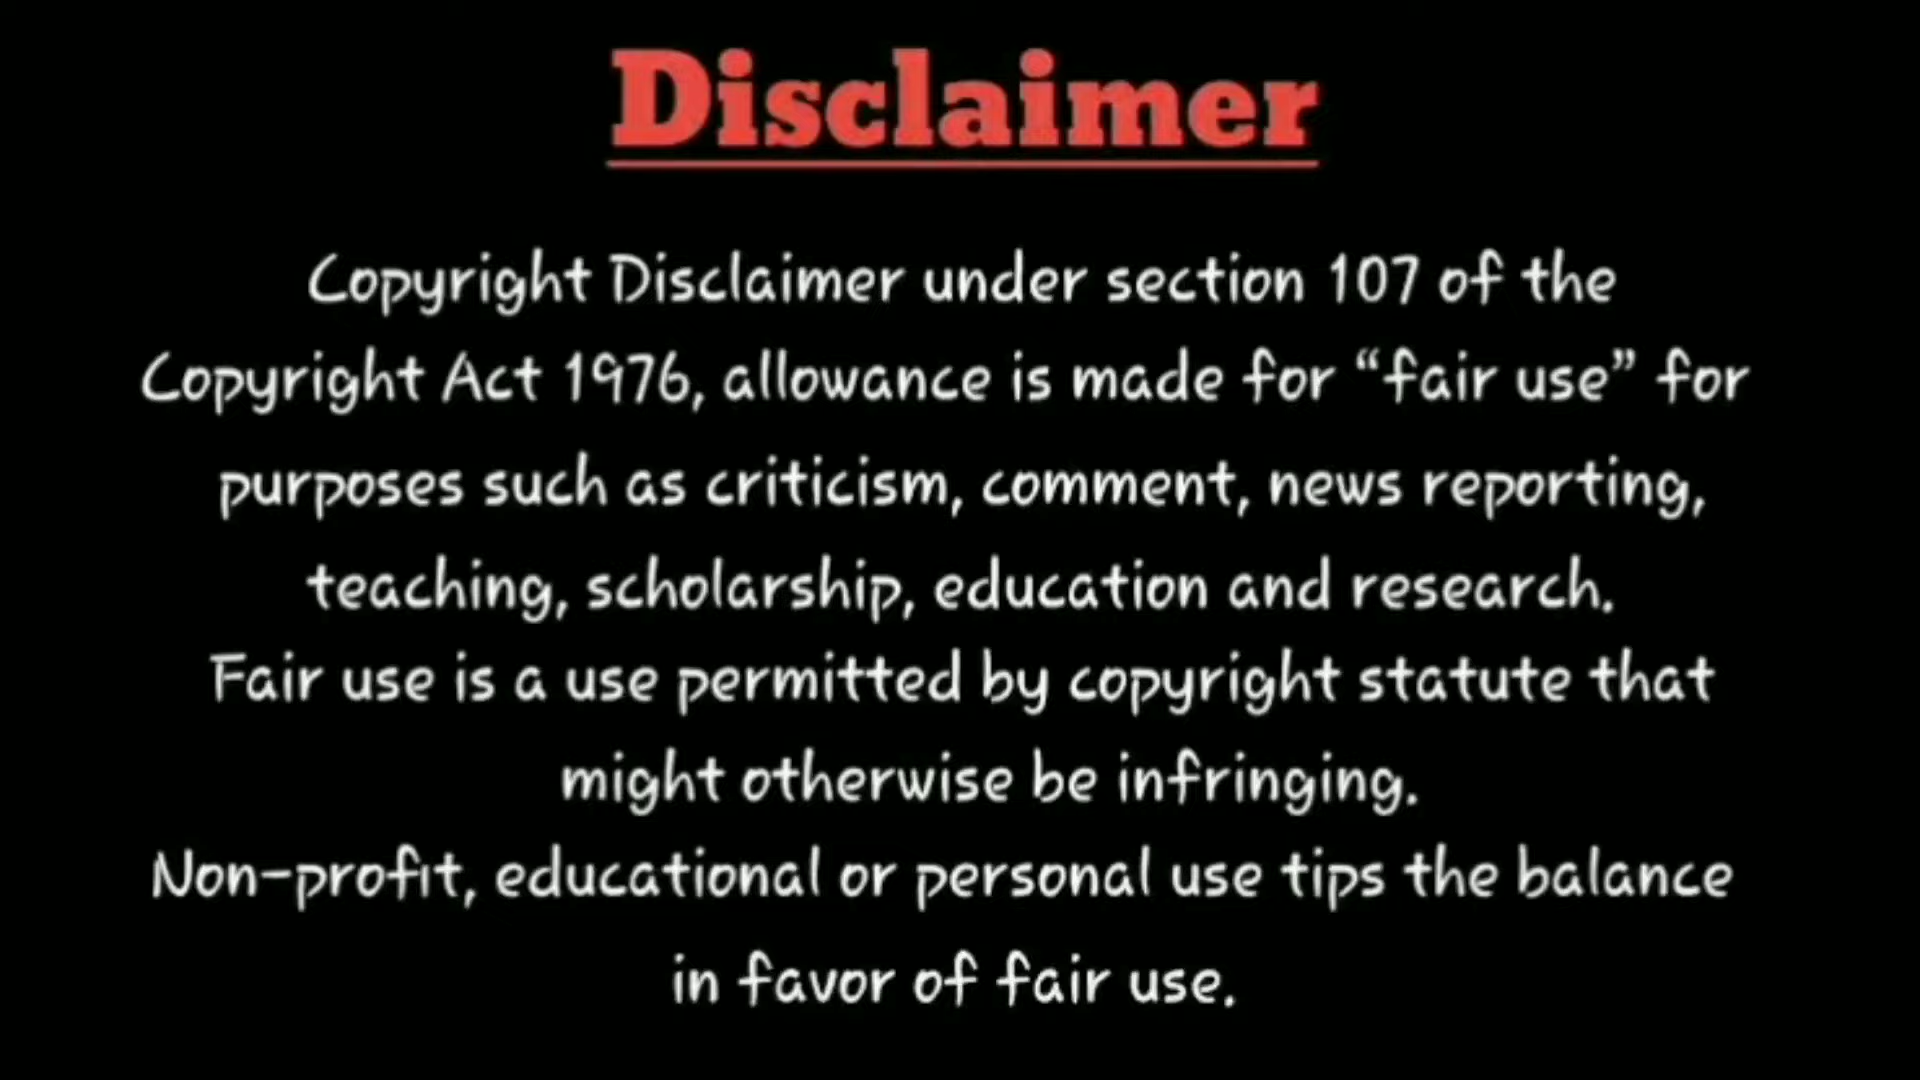 Disclaimer
Copyright Disclaimer under section 107 of the
Copyright Act 1976, allowance is made for “fair use” for
purposes such as criticism, comment, news reporting,
teaching, scholarship, education and research.
Fair use is a use permitted by copyright statute that
might otherwise be infringing.
Non-profit, educational or personal use tips the balance
in favor of fair use.